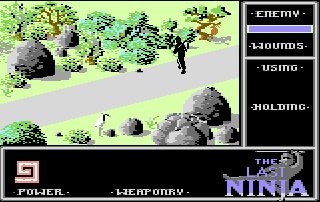 ·ENEMY·
·WOUNDS·
·USING·
·HOLDING·
THE
LAST
NINJA
·POWER·
·WEAPONRY·